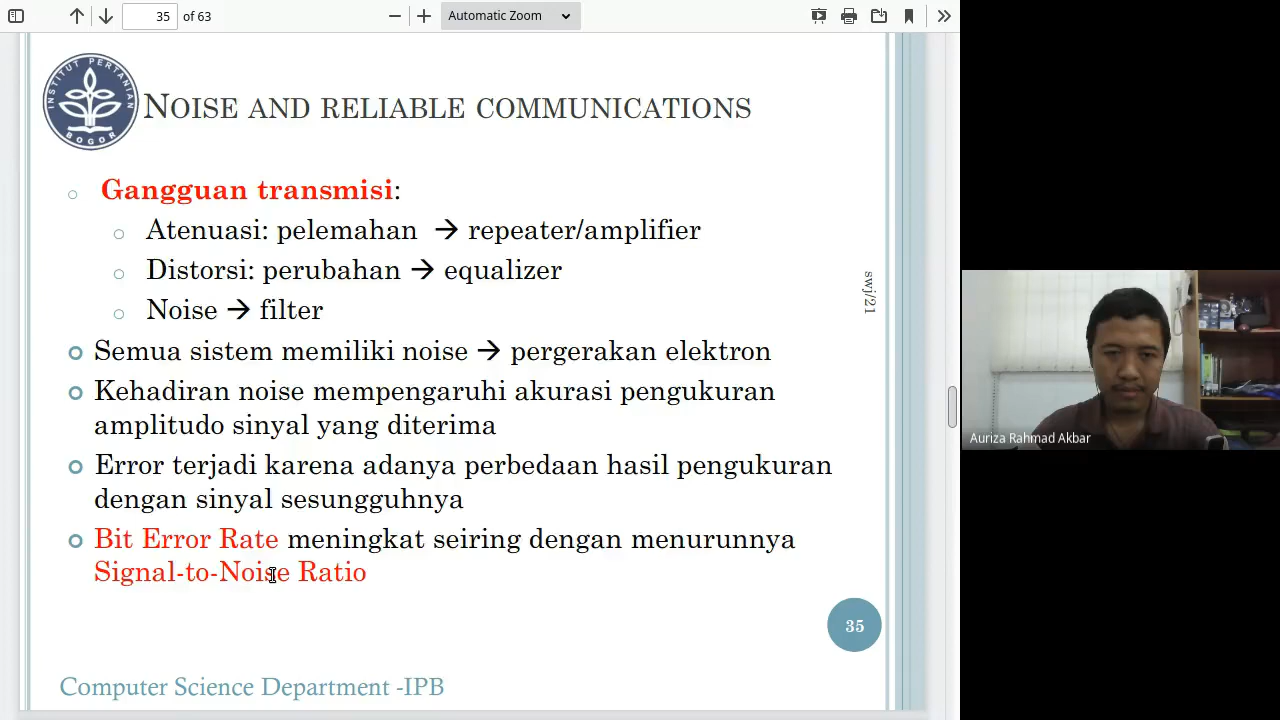 35 of 63
Automatic Zoom
INSTITUT PERTANIAN
BOGOR
NOISE AND RELIABLE COMMUNICATIONS
Gangguan transmisi:
Atenuasi: pelemahan → repeater/amplifier
Distorsi: perubahan → equalizer
Noise → filter
Semua sistem memiliki noise → pergerakan elektron
Kehadiran noise mempengaruhi akurasi pengukuran
amplitudo sinyal yang diterima
Error terjadi karena adanya perbedaan hasil pengukuran
dengan sinyal sesungguhnya
Bit Error Rate meningkat seiring dengan menurunnya
Signal-to-Noise Ratio
swj/21
35
Computer Science Department -IPB
Auriza Rahmad Akbar